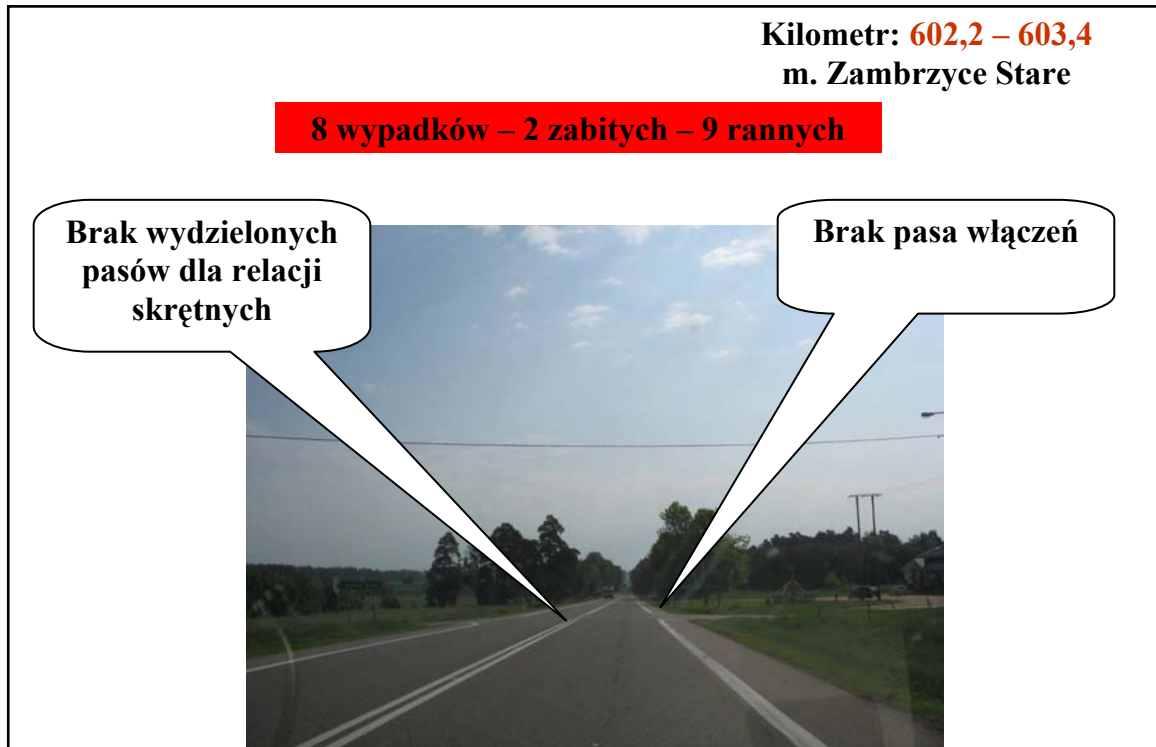 Kilometr: 602,2 – 603,4
m. Zambrzyce Stare
8 wypadków – 2 zabitych – 9 rannych
Brak wydzielonych
pasów dla relacji
skrętnych
Brak pasa włączeń